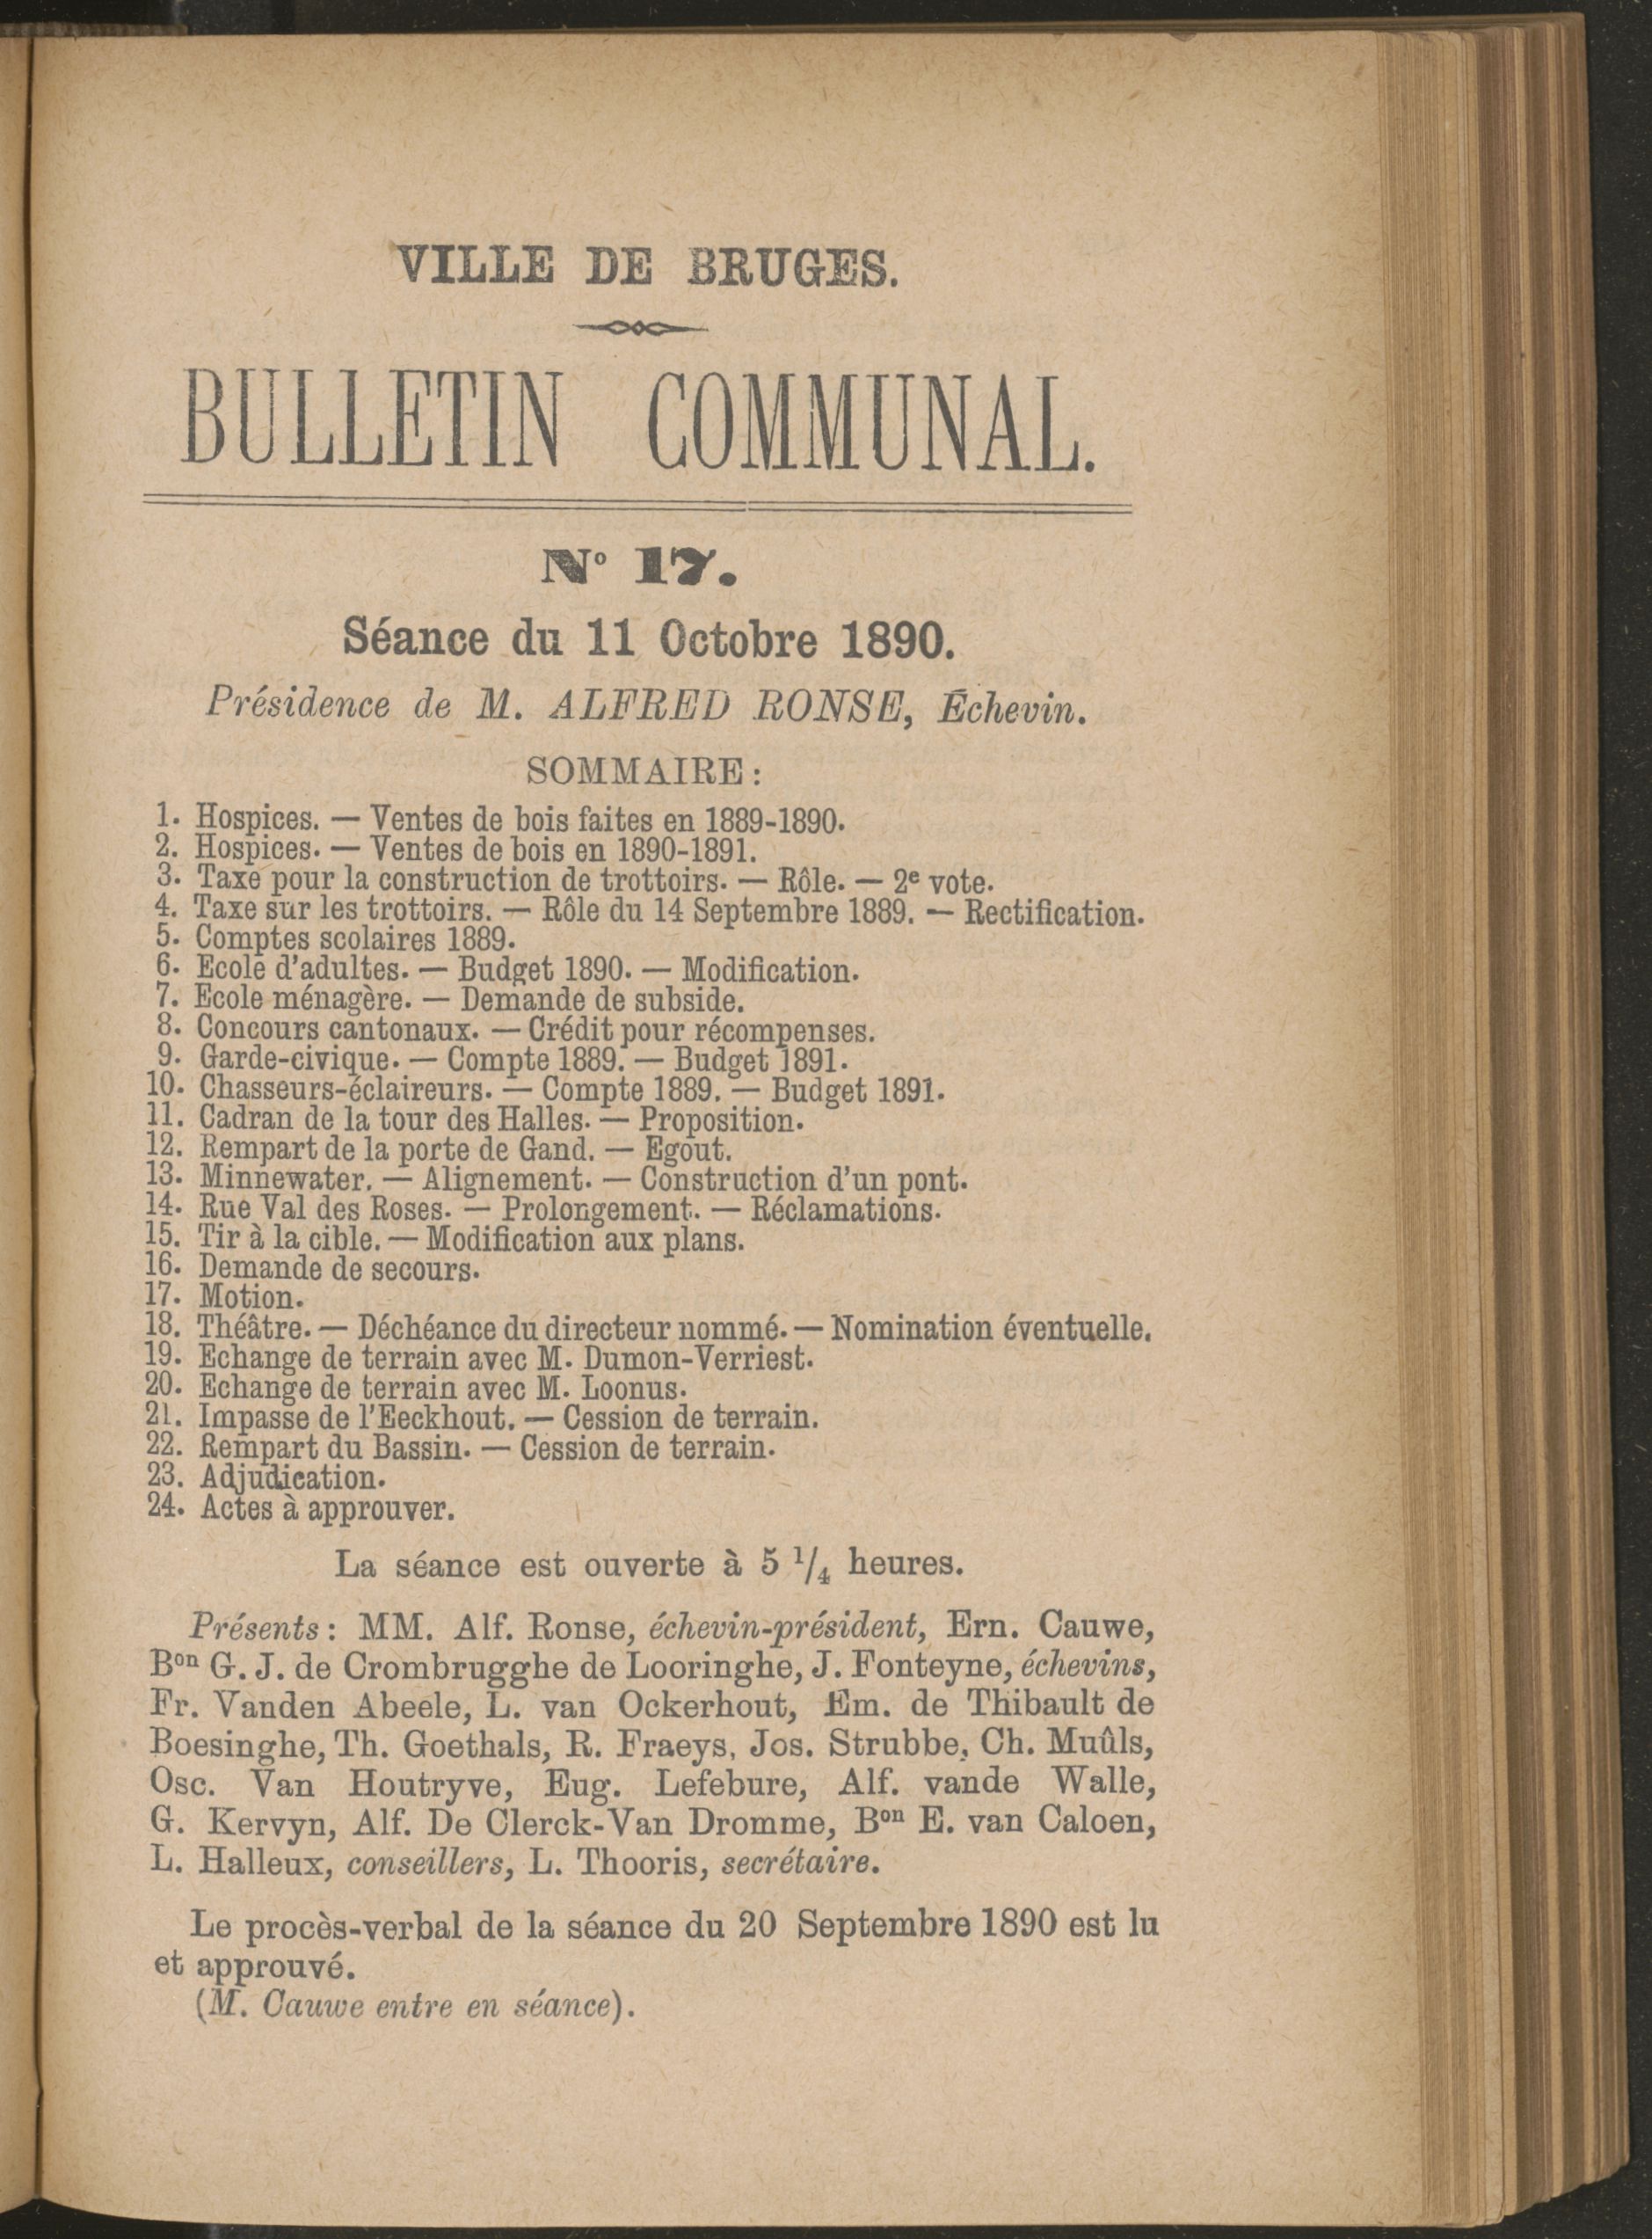 VILLE DE BRUGES.
BULLETIN COMMUNAL.
N° 17.
Séance du 11 Octobre 1890.
Présidence de M. ALFRED RONSE, Échevin.
SOMMAIRE :
1. Hospices. — Ventes de bois faites en 1889-1890.
2. Hospices. — Ventes de bois en 1890-1891.
3. Taxe pour la construction de trottoirs. — Rôle. — 2e vote.
4. Taxe sur les trottoirs. — Rôle du 14 Septembre 1889. — Rectification.
5. Comptes scolaires 1889.
6. Ecole d'adultes. — Budget 1890. — Modification.
7. Ecole ménagère. — Demande de subside.
8. Concours cantonaux. — Crédit pour récompenses.
9. Garde-civique. — Compte 1889. — Budget 1891.
10. Chasseurs-éclaireurs. — Compte 1889. — Budget 1891.
11. Cadran de la tour des Halles. — Proposition.
12. Rempart de la porte de Gand. — Egout.
13. Minnewater. — Alignement. — Construction d'un pont.
14. Rue Val des Roses. — Prolongement. — Réclamations.
15. Tir à la cible. — Modification aux plans.
16. Demande de secours.
17. Motion.
18. Théâtre. — Déchéance du directeur nommé. — Nomination éventuelle.
19. Echange de terrain avec M. Dumon-Verriest.
20. Echange de terrain avec M. Loonus.
21. Impasse de l'Eeckhout. — Cession de terrain.
22. Rempart du Bassin. — Cession de terrain.
23. Adjudication.
24. Actes à approuver.
La séance est ouverte à 5 1/4 heures.
Présents : MM. Alf. Ronse, échevin-président, Ern. Cauwe,
Bon G. J. de Crombrugghe de Looringhe, J. Fonteyne, échevins,
Fr. Vanden Abeele, L. van Ockerhout, Em. de Thibault de
Boesinghe, Th. Goethals, R. Fraeys, Jos. Strubbe, Ch. Muûls,
Osc. Van Houtryve, Eug. Lefebure, Alf. vande Walle,
G. Kervyn, Alf. De Clerck-Van Dromme, Bon E. van Caloen,
L. Halleux, conseillers, L. Thooris, secrétaire.
Le procès-verbal de la séance du 20 Septembre 1890 est lu
et approuvé.
(M. Cauwe entre en séance).